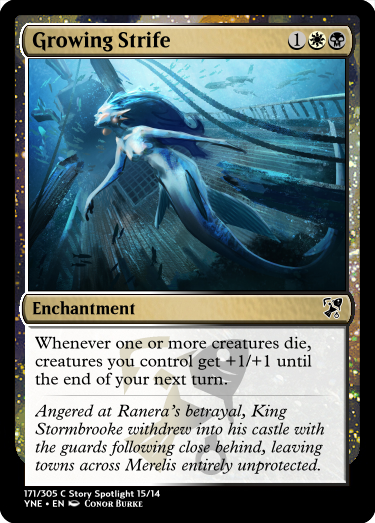 Growing Strife 1
Enchantment
Whenever one or more creatures die,
creatures you control get +1/+1 until
the end of your next turn.
Angered at Ranera's betrayal, King
Stormbrooke withdrew into his castle with
the guards following close behind, leaving
towns across Merelis entirely unprotected.
171/305 C Story Spotlight 15/14
YNE • EN Conor Burke